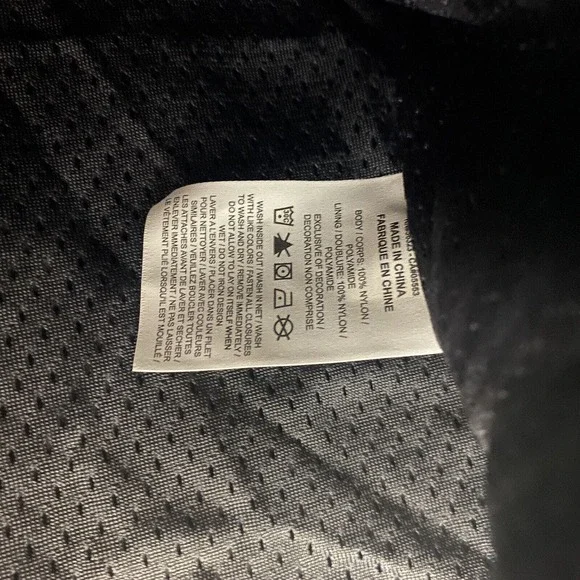 CA60553
MADE IN CHINA
FABRIQUE EN CHINE
BODY / CORPS: 100% NYLON /
POLYAMIDE
LINING / DOUBLURE: 100% NYLON /
POLYAMIDE
EXCLUSIVE OF DECORATION /
DECORATION NON COMPRISE
WASH INSIDE OUT / WASH IN NET / WASH
WITH LIKE COLORS / FASTEN ALL CLOSURES
TO WASH AND DRY / REMOVE IMMEDIATELY /
DO NOT ALLOW TO LAY ON ITSELF WHEN
WET / DO NOT IRON DESIGN
LAVER A L'ENVERS / PLACER DANS UN FILET
POUR NETTOYER / LAVER AVEC COULEURS
SIMILAIRES / VEUILLEZ BOUCLER TOUTES
LES ATTACHES AVANT DE LAVER ET SECHER /
ENLEVER IMMEDIATEMENT / NE PAS LAISSER
LE VÊTEMENT PLIE LORSQU'IL EST MOUILLÉ /